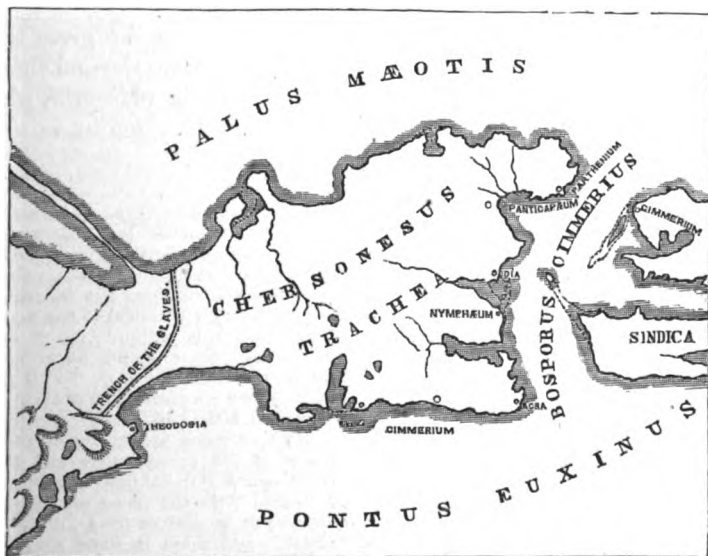 PALUS MÆOTIS
PANTHENIUM
PANTICAPÆUM
BOSPORUS CIMMERIUS
CIMMERIUM
CHERSONESUS
TRACHEA
DIA
NYMPHÆUM
SINDICA
TRENCH OF THE SLAVES.
THEODOSIA
CIMMERIUM
ACRA
PONTUS EUXINUS